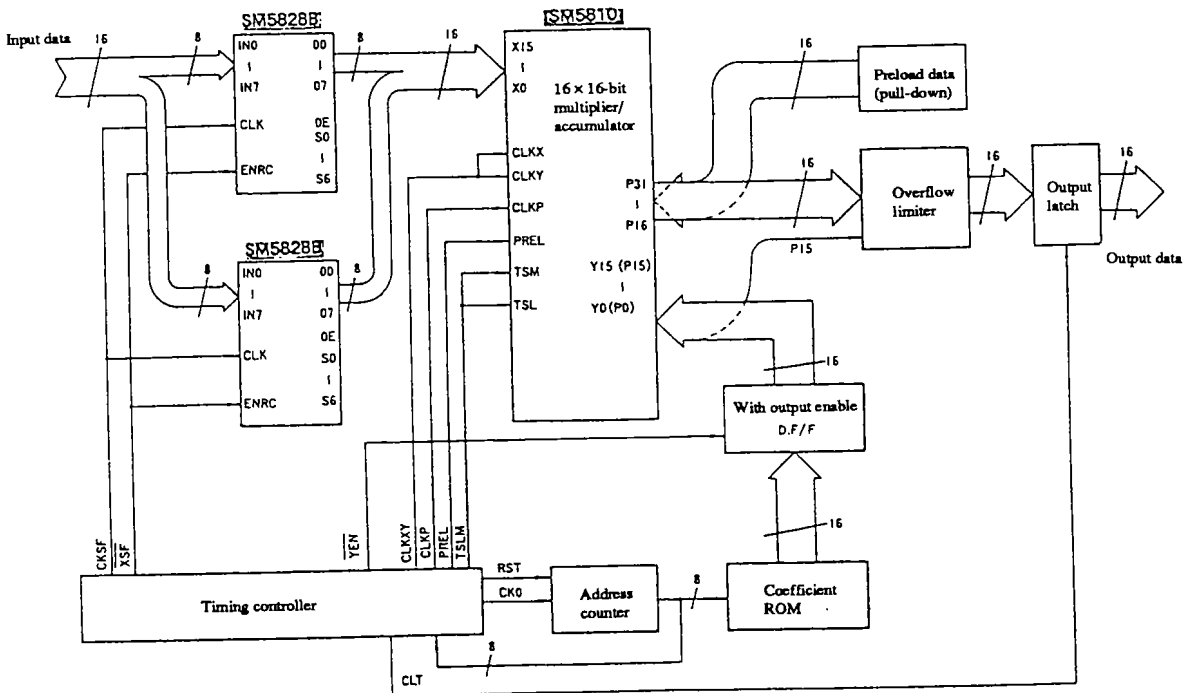 Input data
16
8
SM5828B
IN0
IN7
CLK
ENRC
O0
O7
OE
S0
S6
8
16
SM5810
X15
X0
16 × 16-bit
multiplier/
accumulator
CLKX
CLKY
CLKP
PREL
TSM
TSL
P31
P16
Y15 (P15)
Y0 (P0)
16
Preload data
(pull-down)
16
P15
Overflow
limiter
16
Output
latch
16
Output data
8
SM5828B
IN0
IN7
CLK
ENRC
O0
O7
OE
S0
S6
8
16
With output enable
D.F/F
16
CKSF
XSF
YEN
CLKXY
CLKP
PREL
TSLM
Timing controller
RST
CK0
Address
counter
8
Coefficient
ROM
8
CLT